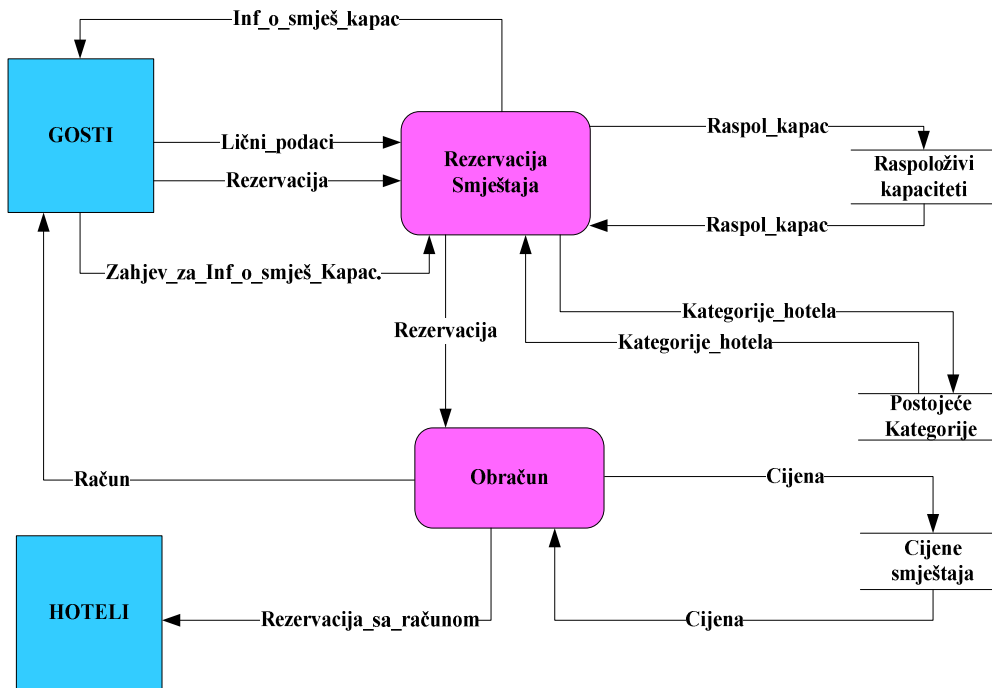 Inf_o_smješ_kapac
GOSTI
Lični_podaci
Rezervacija
Zahjev_za_Inf_o_smješ_Kapac.
Rezervacija
Smještaja
Raspol_kapac
Raspoloživi
kapaciteti
Raspol_kapac
Kategorije_hotela
Kategorije_hotela
Rezervacija
Postojeće
Kategorije
Račun
Obračun
Cijena
Cijene
smještaja
HOTELI
Rezervacija_sa_računom
Cijena